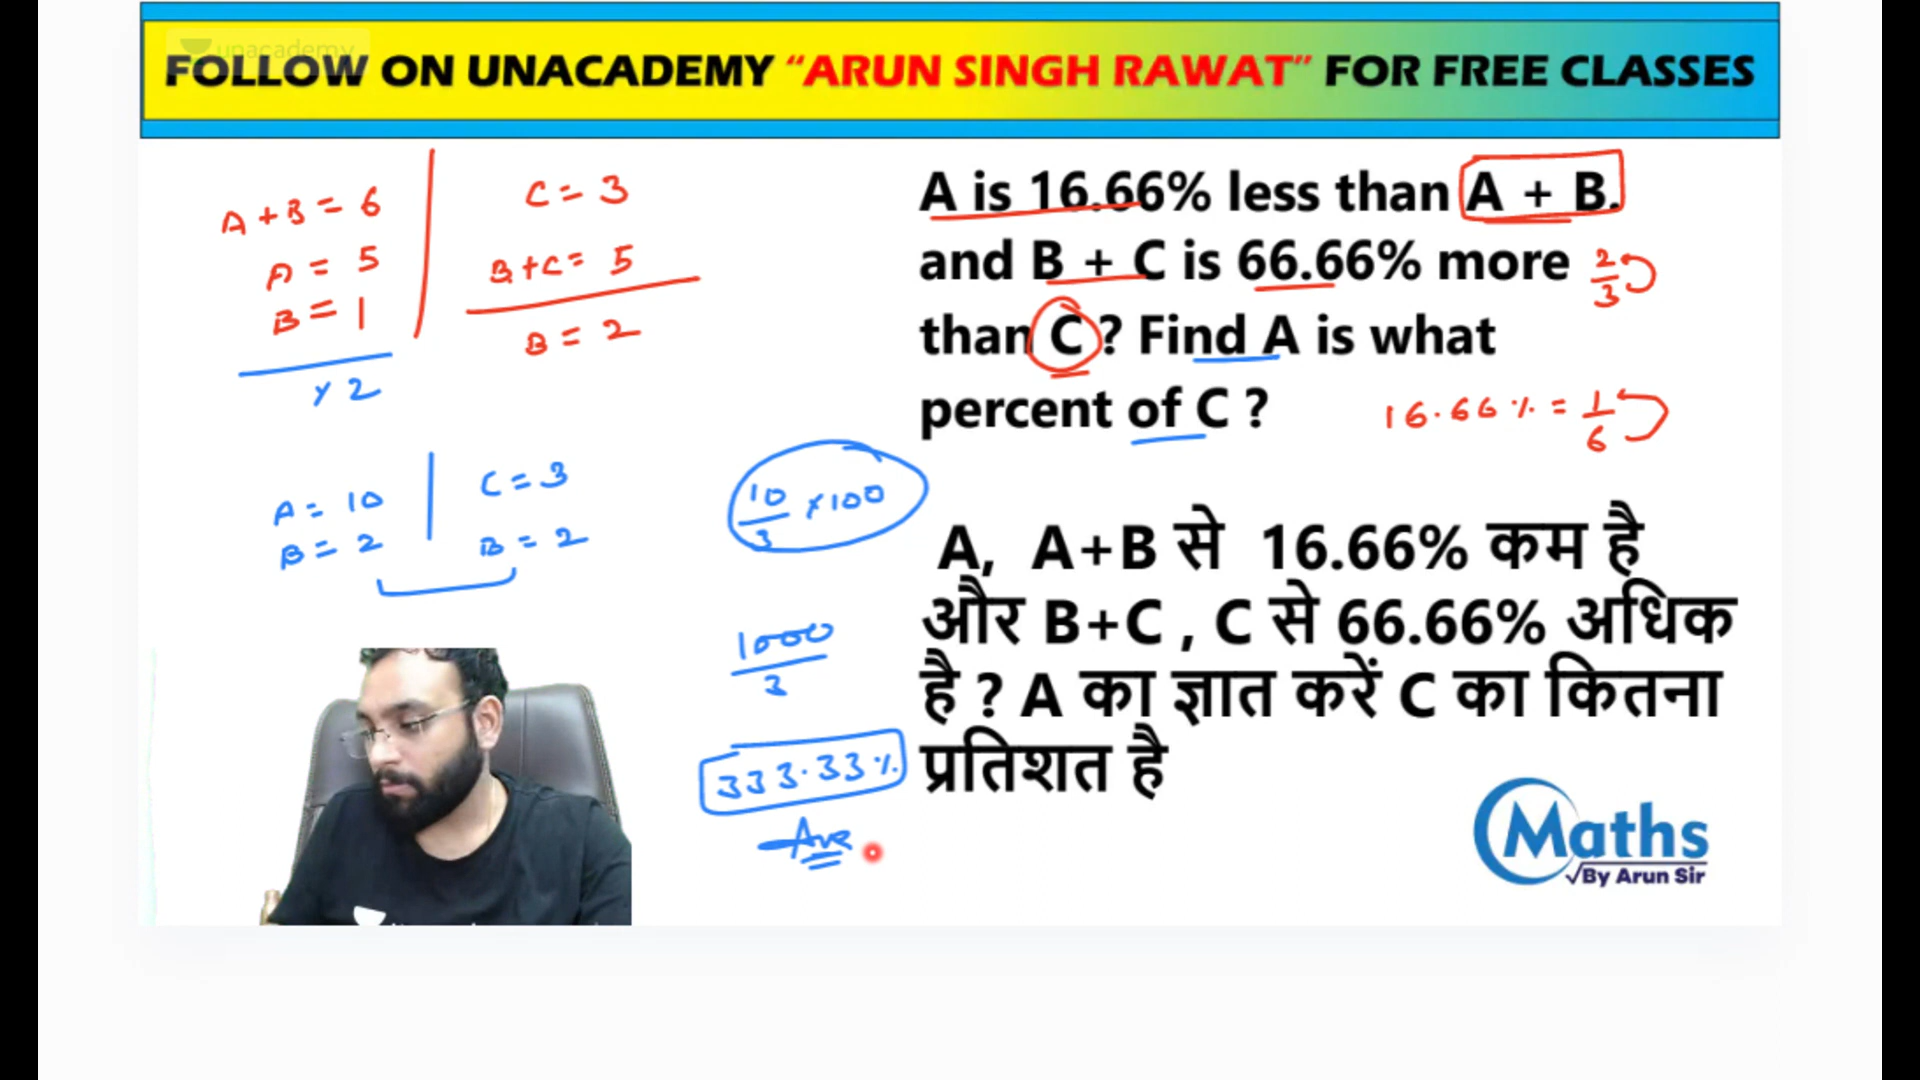 unacademy
FOLLOW ON UNACADEMY “ARUN SINGH RAWAT” FOR FREE CLASSES
A + B = 6
A = 5
B = 1
× 2
C = 3
B + C = 5
B = 2
A = 10
B = 2
C = 3
B = 2
10/3 × 100
1000/3
333.33%
Ans
A is 16.66% less than A + B.
and B + C is 66.66% more
2/3
than C ? Find A is what
percent of C ?
16.66% = 1/6
A, A+B से 16.66% कम है
और B+C , C से 66.66% अधिक
है ? A का ज्ञात करें C का कितना
प्रतिशत है
Maths
√By Arun Sir